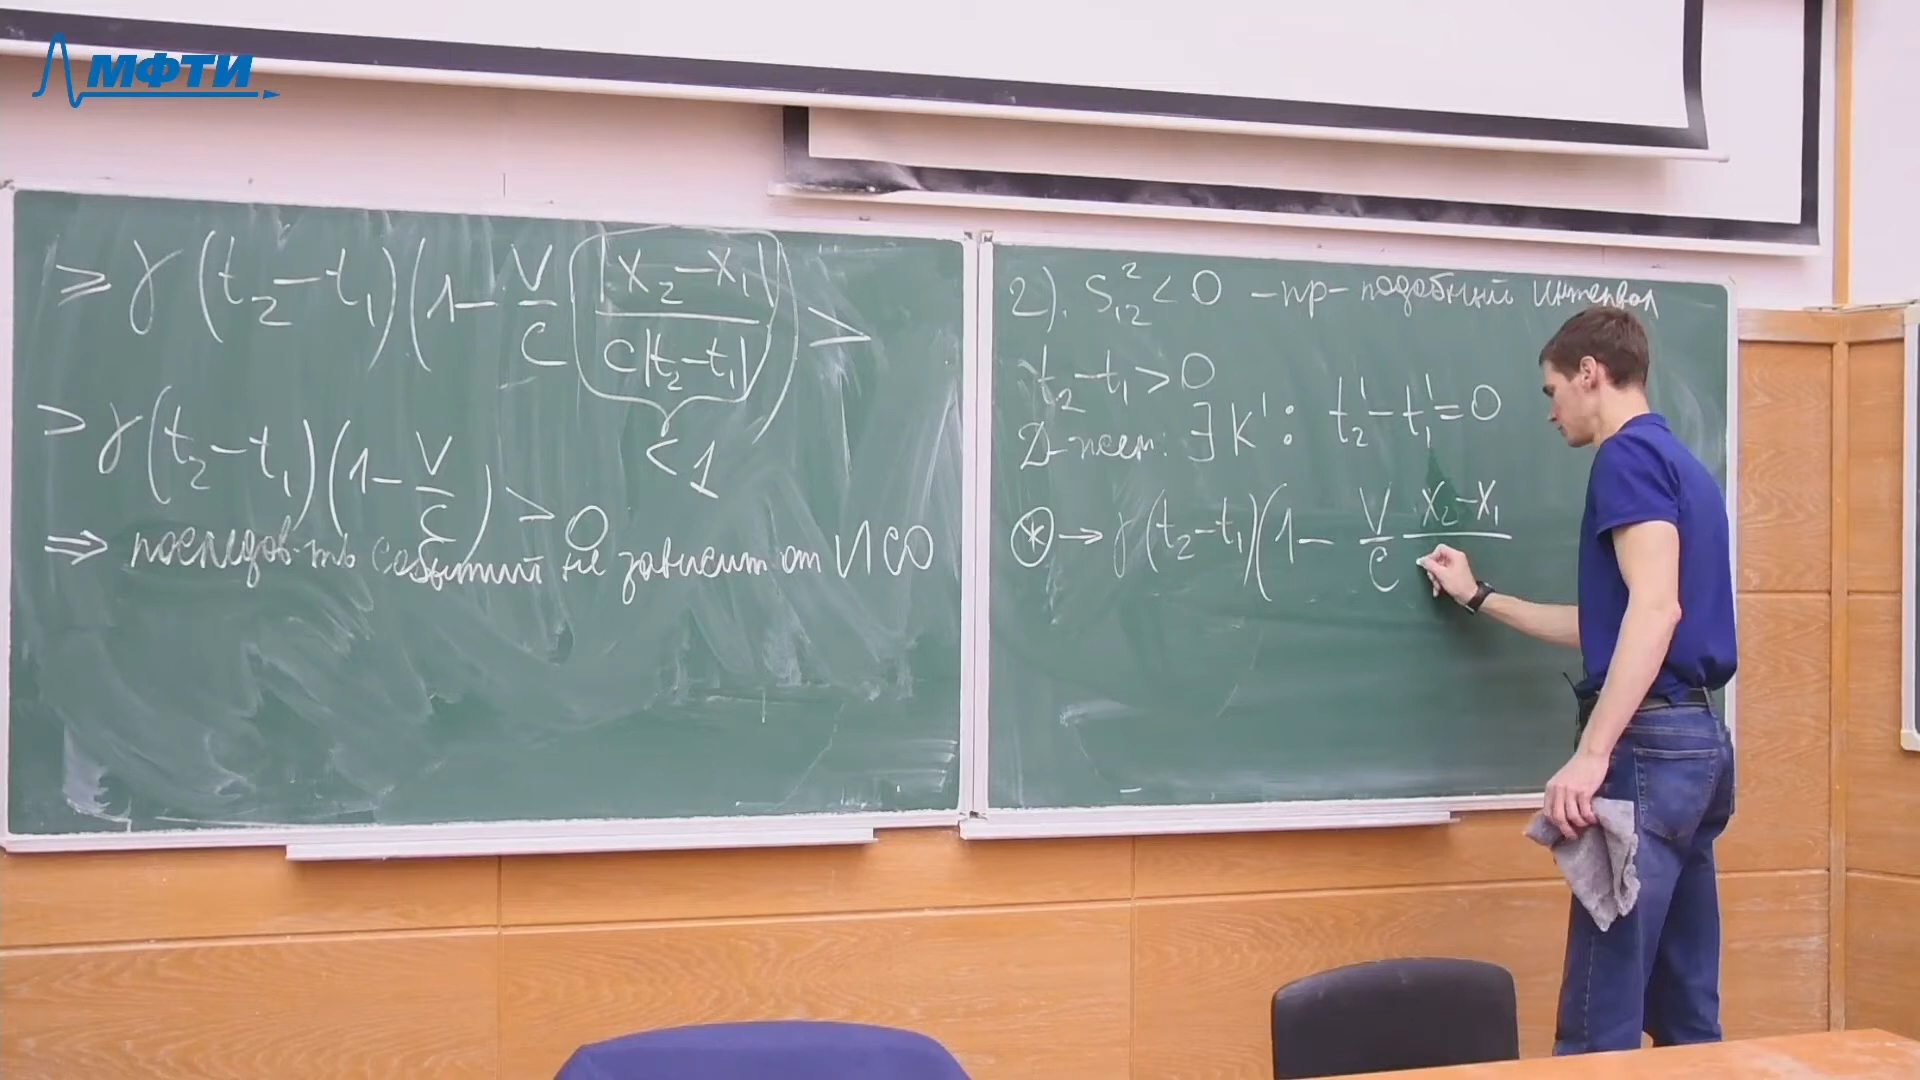 МФТИ
≥ γ(t₂-t₁)(1-V/c |x₂-x₁|/c|t₂-t₁|) >
< 1
> γ(t₂-t₁)(1-V/c) > 0
⇒ последов-ть событий не зависит от ИСО
2). S₁₂² < 0 - пр-подобный интервал
t₂-t₁ > 0
Д-жем: ∃ K': t₂'-t₁' = 0
(*) → γ(t₂-t₁)(1- V/c x₂-x₁/